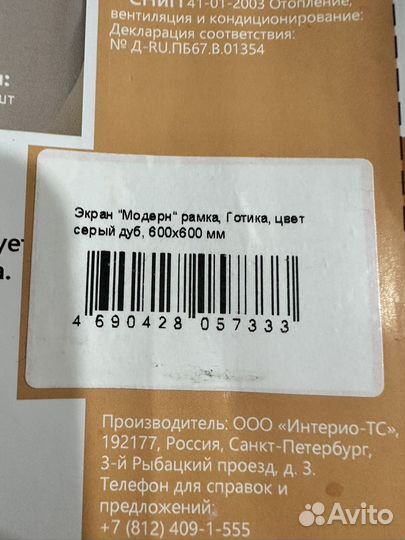 СНиП 41-01-2003 Отопление,
вентиляция и кондиционирование:
Декларация соответствия:
№ Д-RU.ПБ67.В.01354
:
шт
Экран "Модерн" рамка, Готика, цвет
серый дуб, 600х600 мм
4 690428 057333
а.
Производитель: ООО «Интерио-ТС»,
192177, Россия, Санкт-Петербург,
3-й Рыбацкий проезд, д. 3.
Телефон для справок и
предложений:
+7 (812) 409-1-555
Avito